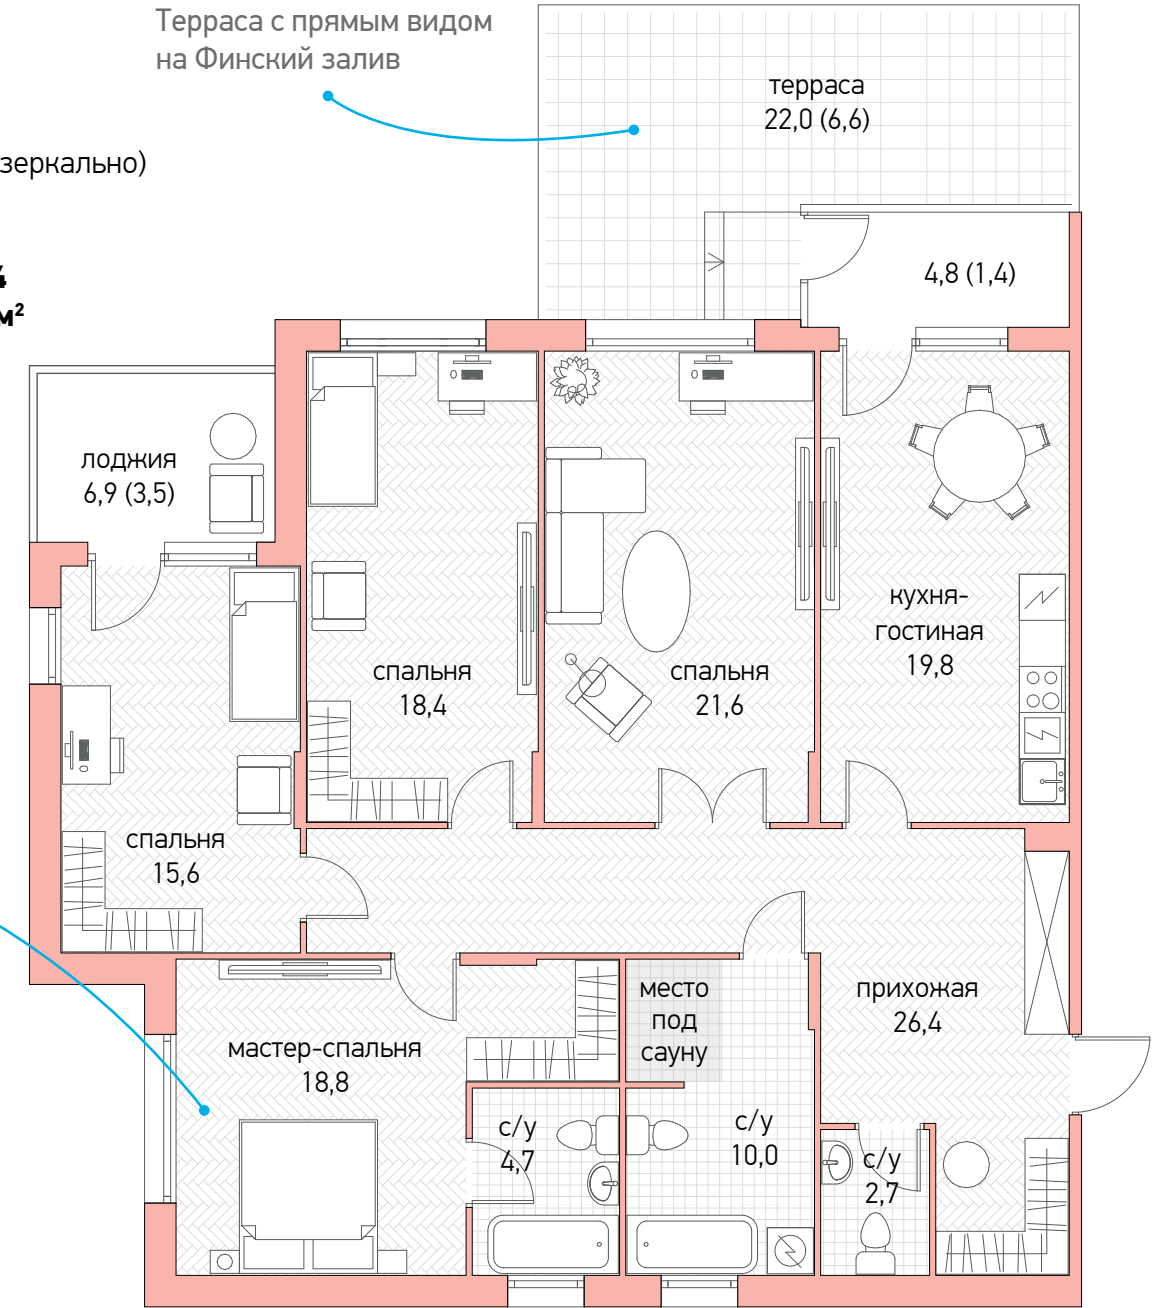 Терраса с прямым видом
на Финский залив
зеркально)
4
м²
терраса
22,0 (6,6)
4,8 (1,4)
лоджия
6,9 (3,5)
кухня-
гостиная
19,8
спальня
18,4
спальня
21,6
спальня
15,6
место
под
сауну
прихожая
26,4
мастер-спальня
18,8
с/у
4,7
с/у
10,0
с/у
2,7